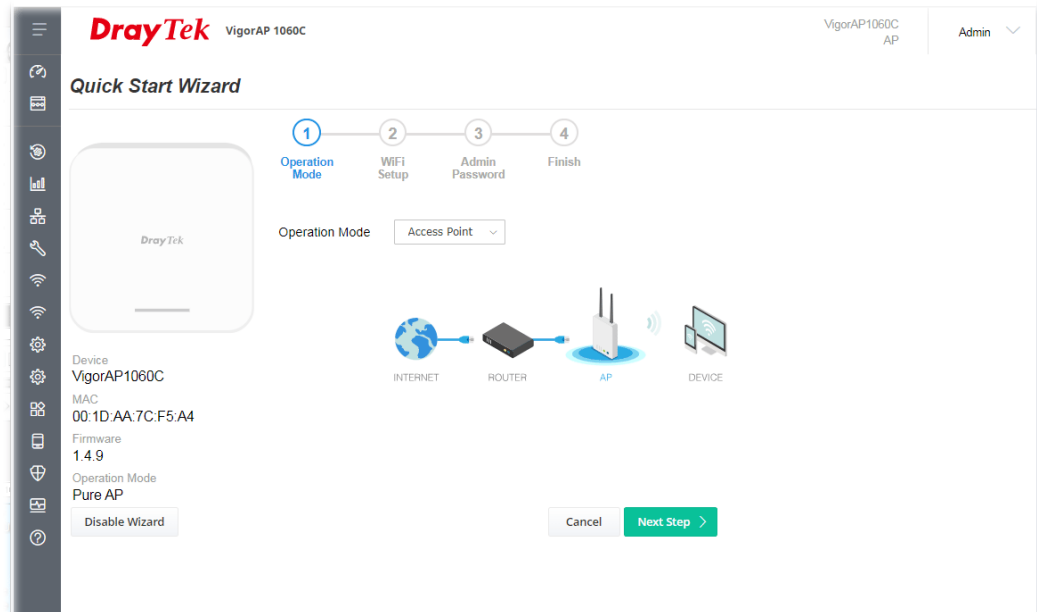 DrayTek VigorAP 1060C
VigorAP1060C
AP
Admin
Quick Start Wizard
1
2
3
4
Operation
Mode
WiFi
Setup
Admin
Password
Finish
DrayTek
Operation Mode
Access Point
INTERNET
ROUTER
AP
DEVICE
Device
VigorAP1060C
MAC
00:1D:AA:7C:F5:A4
Firmware
1.4.9
Operation Mode
Pure AP
Disable Wizard
Cancel
Next Step